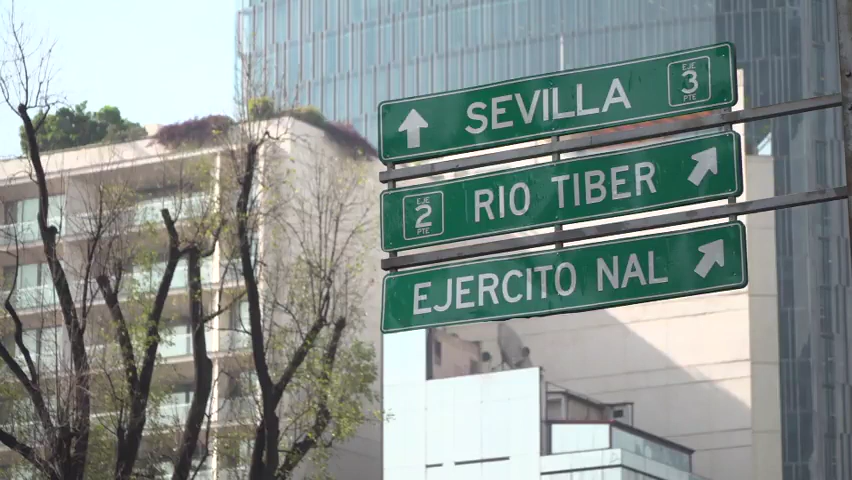 SEVILLA EJE 3 PTE
EJE 2 PTE RIO TIBER
EJERCITO NAL